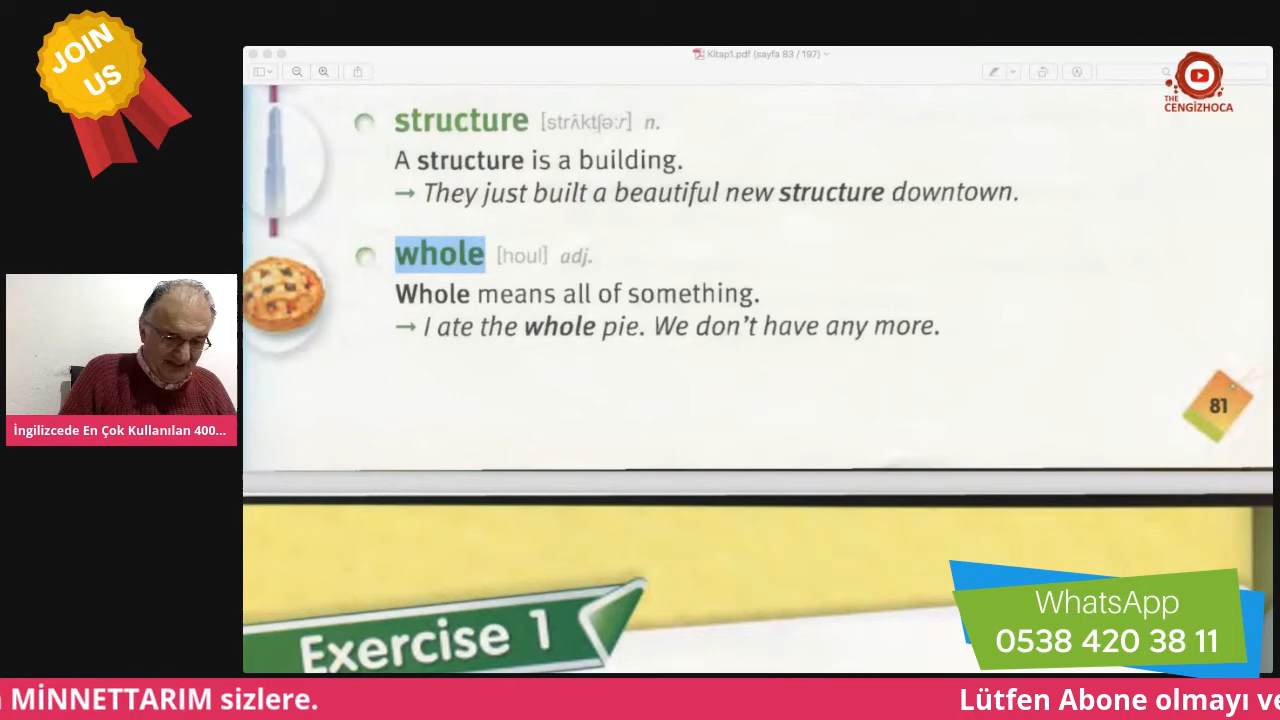 JOIN
US
Kitap1.pdf (sayfa 83 / 197)
THE
CENGİZHOCA
structure [strʌ́ktʃəːr] n.
A structure is a building.
→ They just built a beautiful new structure downtown.
whole [houl] adj.
Whole means all of something.
→ I ate the whole pie. We don't have any more.
81
İngilizcede En Çok Kullanılan 400...
Exercise 1
WhatsApp
0538 420 38 11
MİNNETTARIM sizlere.
Lütfen Abone olmayı ve